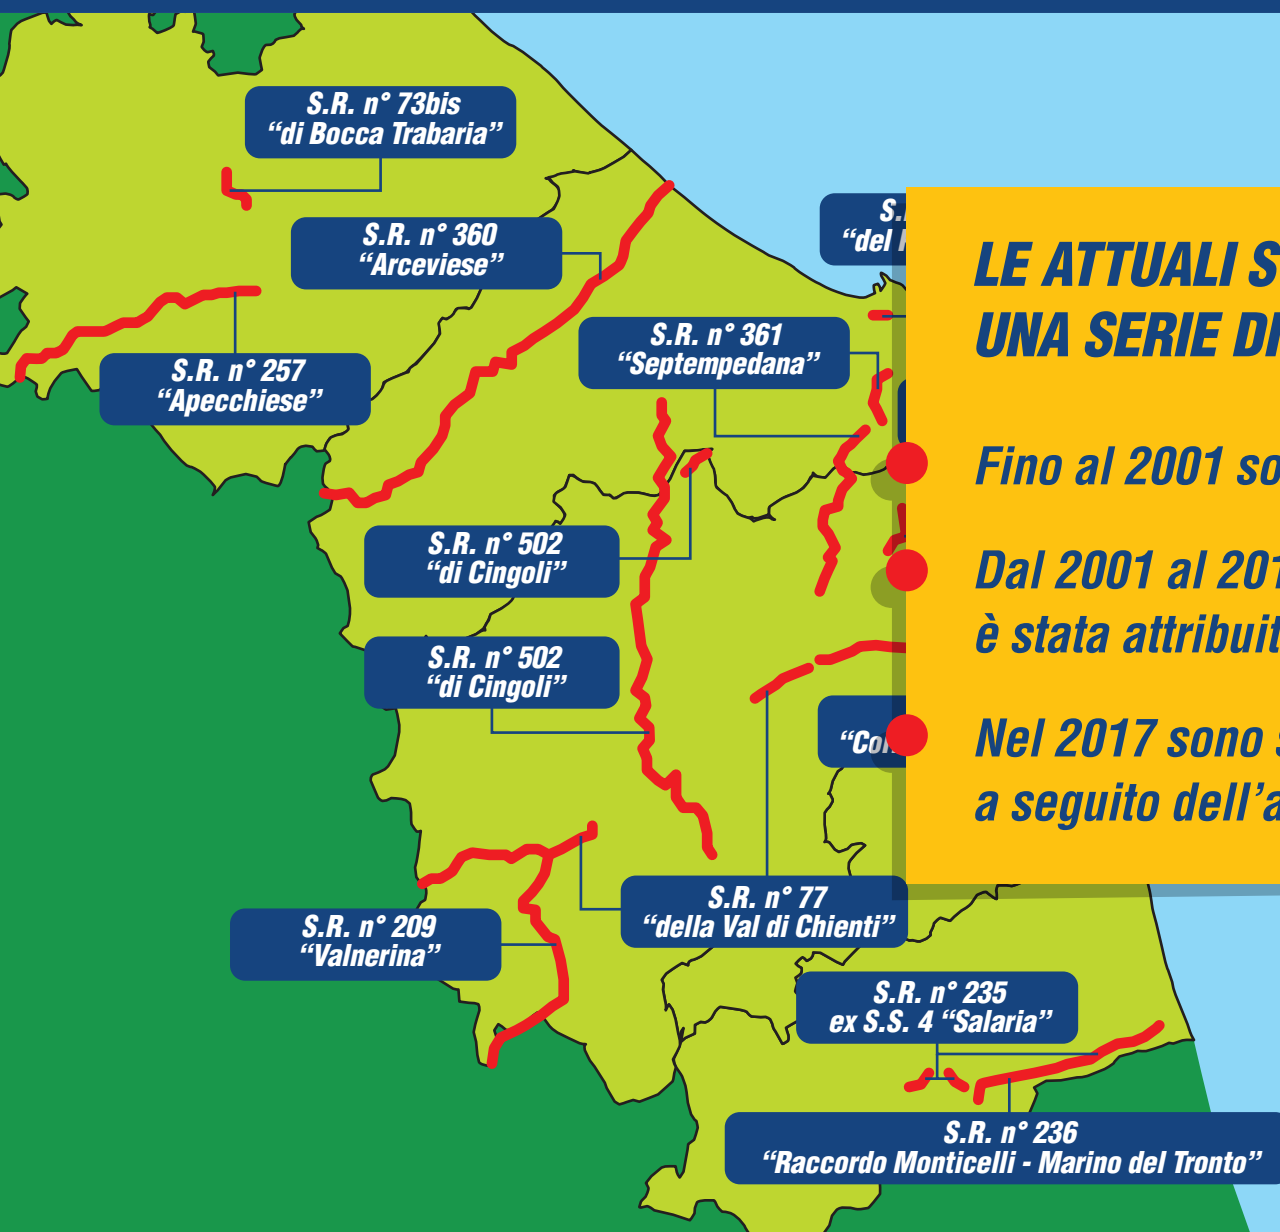 S.R. n° 73bis
“di Bocca Trabaria”
S.R. n° 360
“Arceviese”
“del
S.R. n° 361
“Septempedana”
S.R. n° 257
“Apecchiese”
S.R. n° 502
“di Cingoli”
S.R. n° 502
“di Cingoli”
S.R. n° 77
“della Val di Chienti”
S.R. n° 209
“Valnerina”
S.R. n° 235
ex S.S. 4 “Salaria”
S.R. n° 236
“Raccordo Monticelli - Marino del Tronto”
LE ATTUALI S
UNA SERIE DI
Fino al 2001 so
Dal 2001 al 201
è stata attribuit
Nel 2017 sono s
a seguito dell’a